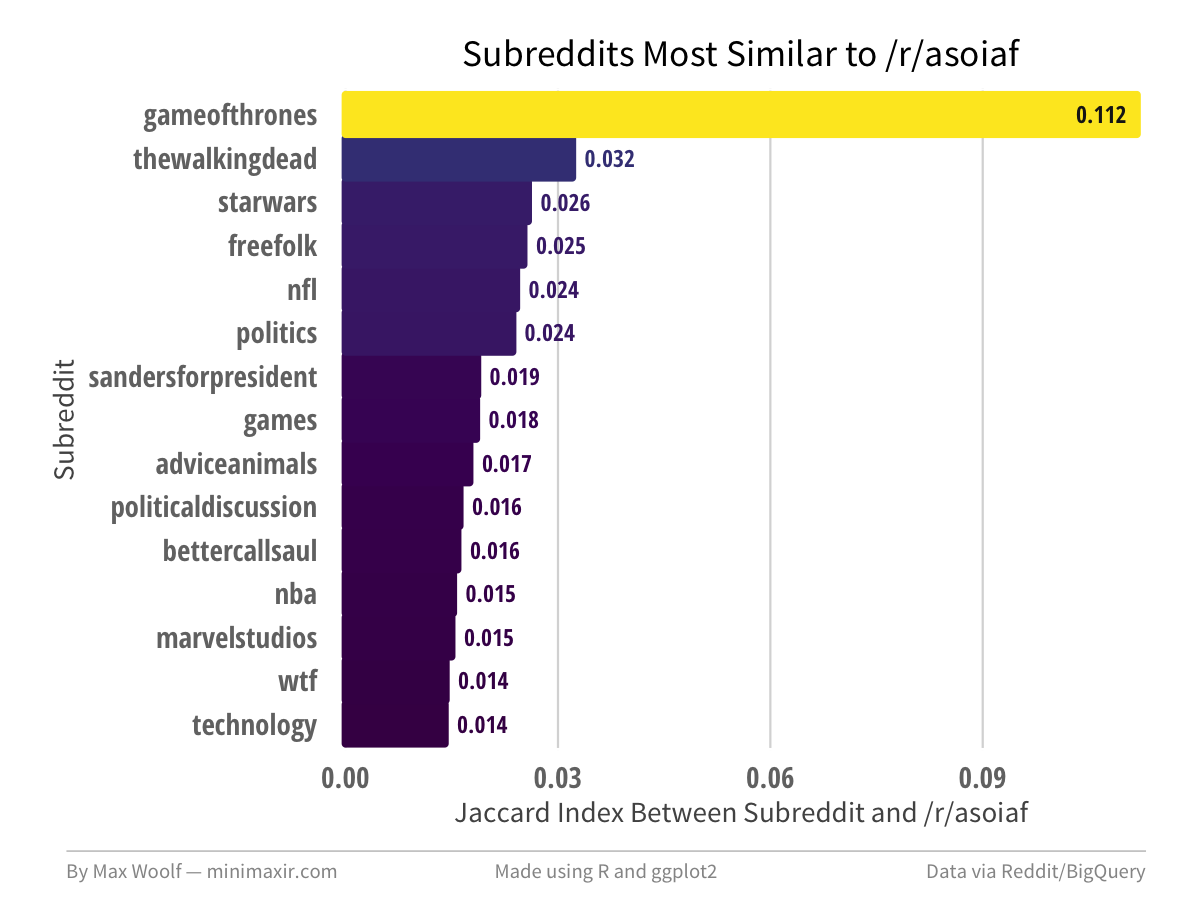 Subreddits Most Similar to /r/asoiaf
gameofthrones 0.112
thewalkingdead 0.032
starwars 0.026
freefolk 0.025
nfl 0.024
politics 0.024
sandersforpresident 0.019
games 0.018
adviceanimals 0.017
politicaldiscussion 0.016
bettercallsaul 0.016
nba 0.015
marvelstudios 0.015
wtf 0.014
technology 0.014
Subreddit
0.00 0.03 0.06 0.09
Jaccard Index Between Subreddit and /r/asoiaf
By Max Woolf — minimaxir.com Made using R and ggplot2 Data via Reddit/BigQuery